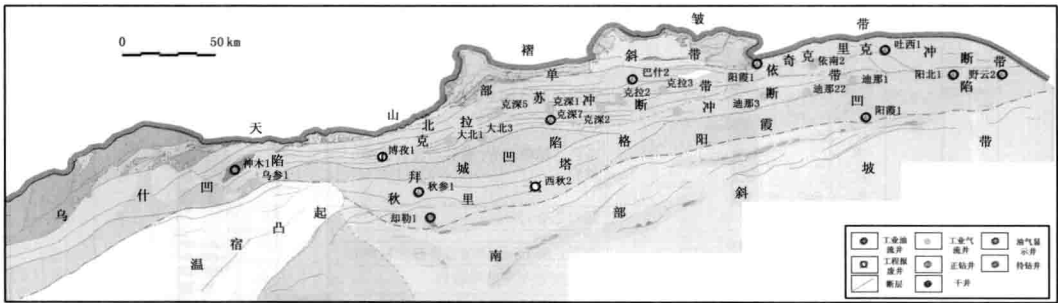 0 50 km
天山褶皱带
北部单斜带
克拉苏冲断带
依奇克里克冲断带
乌什凹陷
拜城凹陷
阳霞凹陷
秋里塔格冲断带
温宿凸起
南部斜坡带
吐西1
依南2
阳霞1
巴什2
克拉2
克拉3
迪那1
迪那22
迪那3
阳北1
野云2
阳霞1
克深5
克深1
克深7
克深2
大北1
大北3
博孜1
神木1
乌参1
秋参1
西秋2
却勒1
工业油流井
工业气流井
油气显示井
工程报废井
正钻井
待钻井
断层
干井